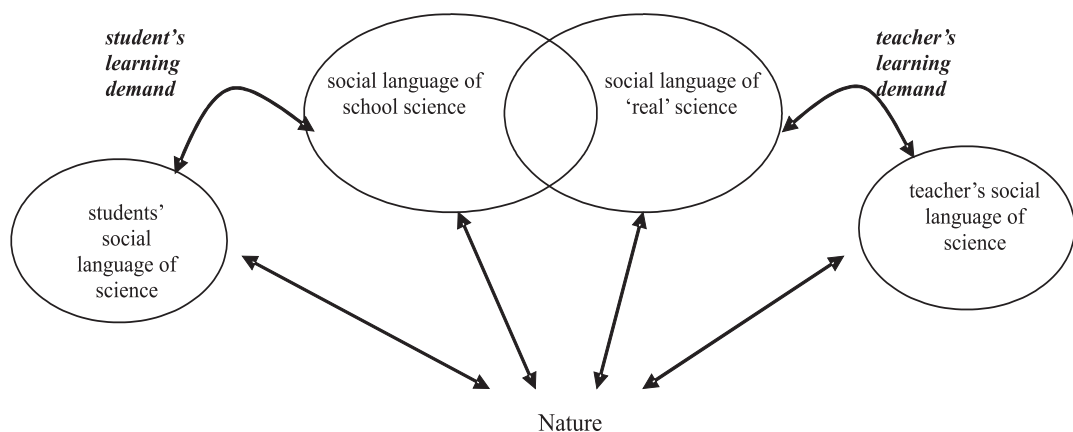 student's
learning
demand
social language of
school science
social language of
'real' science
teacher's
learning
demand
students'
social
language of
science
teacher's social
language of
science
Nature